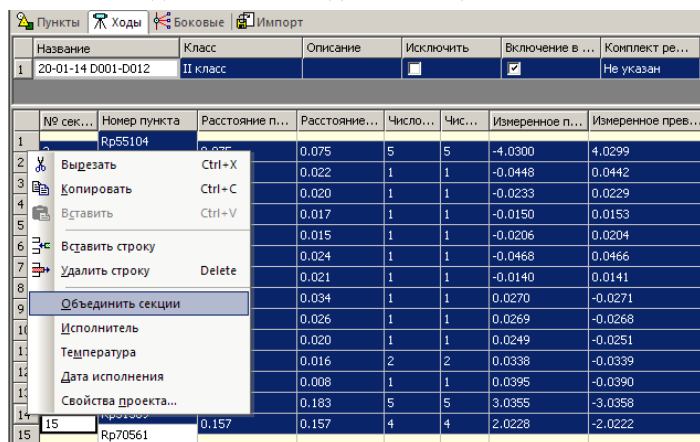 Пункты Ходы Боковые Импорт
Название Класс Описание Исключить Включение в ... Комплект ре...
1 20-01-14 D001-D012 II класс Не указан
№ сек... Номер пункта Расстояние п... Расстояние... Число... Чис... Измеренное п... Измеренное прев...
1 Rp55104
0.075 5 5 -4.0300 4.0299
2 Вырезать Ctrl+X 0.022 1 1 -0.0448 0.0442
3 Копировать Ctrl+C 0.020 1 1 -0.0233 0.0229
4 Вставить Ctrl+V 0.017 1 1 -0.0150 0.0153
5 0.015 1 1 -0.0206 0.0204
6 Вставить строку 0.024 1 1 -0.0468 0.0466
7 Удалить строку Delete 0.021 1 1 -0.0140 0.0141
8 0.034 1 1 0.0270 -0.0271
9 Объединить секции 0.026 1 1 0.0269 -0.0268
10 Исполнитель 0.020 1 1 0.0249 -0.0251
Температура 0.016 2 2 0.0338 -0.0339
Дата исполнения 0.008 1 1 0.0395 -0.0390
Свойства проекта... 0.183 5 5 3.0355 -3.0358
14
15 0.157 0.157 4 4 2.0228 -2.0222
15 Rp70561